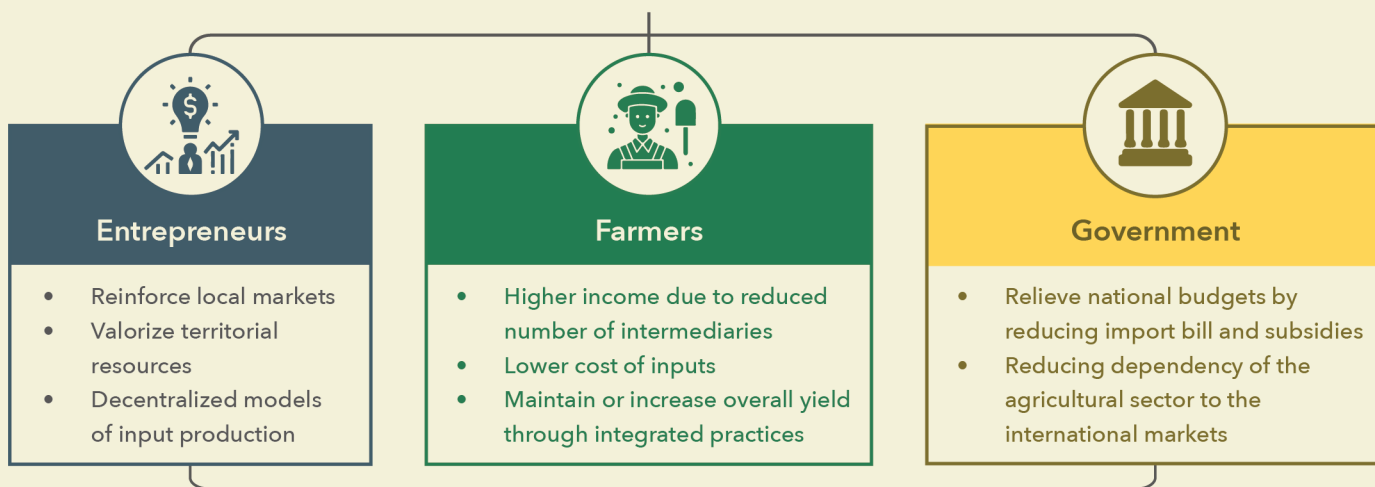 Entrepreneurs
• Reinforce local markets
• Valorize territorial
resources
• Decentralized models
of input production
Farmers
• Higher income due to reduced
number of intermediaries
• Lower cost of inputs
• Maintain or increase overall yield
through integrated practices
Government
• Relieve national budgets by
reducing import bill and subsidies
• Reducing dependency of the
agricultural sector to the
international markets
$